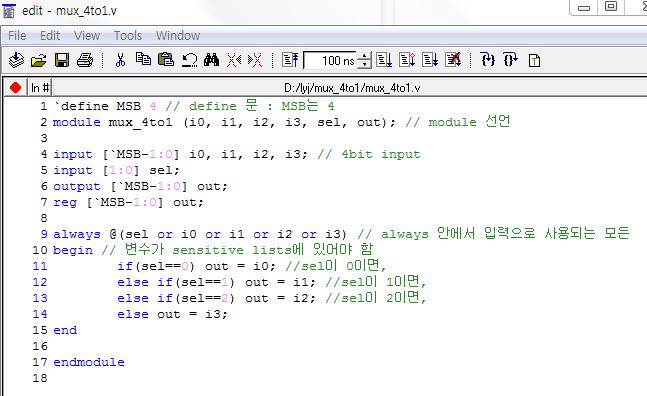 edit - mux_4to1.v
File Edit View Tools Window
100 ns
ln # D:/lyj/mux_4to1/mux_4to1.v
1 `define MSB 4 // define 문 : MSB는 4
2 module mux_4to1 (i0, i1, i2, i3, sel, out); // module 선언
3
4 input [`MSB-1:0] i0, i1, i2, i3; // 4bit input
5 input [1:0] sel;
6 output [`MSB-1:0] out;
7 reg [`MSB-1:0] out;
8
9 always @(sel or i0 or i1 or i2 or i3) // always 안에서 입력으로 사용되는 모든
10 begin // 변수가 sensitive lists에 있어야 함
11 if(sel==0) out = i0; //sel이 0이면,
12 else if(sel==1) out = i1; //sel이 1이면,
13 else if(sel==2) out = i2; //sel이 2이면,
14 else out = i3;
15 end
16
17 endmodule
18